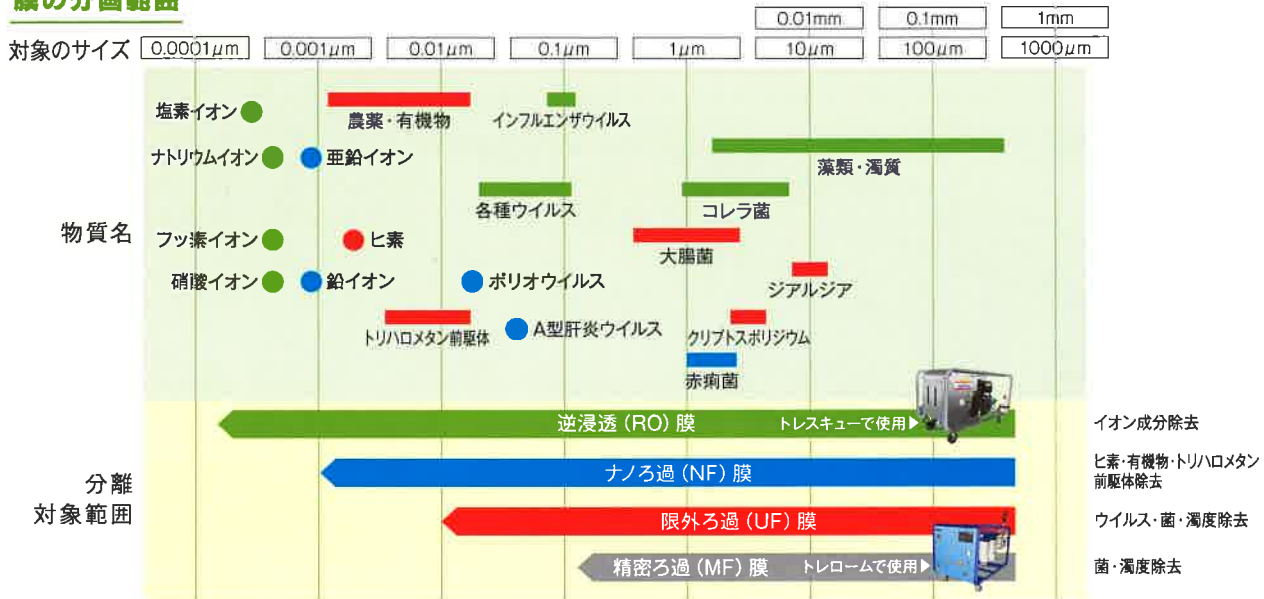 膜の分画範囲
0.01mm 0.1mm 1mm
対象のサイズ 0.0001μm 0.001μm 0.01μm 0.1μm 1μm 10μm 100μm 1000μm
塩素イオン 農薬・有機物 インフルエンザウイルス
ナトリウムイオン 亜鉛イオン 藻類・濁質
各種ウイルス コレラ菌
物質名
フッ素イオン ヒ素 大腸菌
硝酸イオン 鉛イオン ポリオウイルス ジアルジア
トリハロメタン前駆体 A型肝炎ウイルス クリプトスポリジウム
赤痢菌
逆浸透(RO)膜 トレスキューで使用▶ イオン成分除去
ナノろ過(NF)膜 ヒ素・有機物・トリハロメタン
前駆体除去
分離
対象範囲
限外ろ過(UF)膜 ウイルス・菌・濁度除去
精密ろ過(MF)膜 トレロームで使用▶ 菌・濁度除去